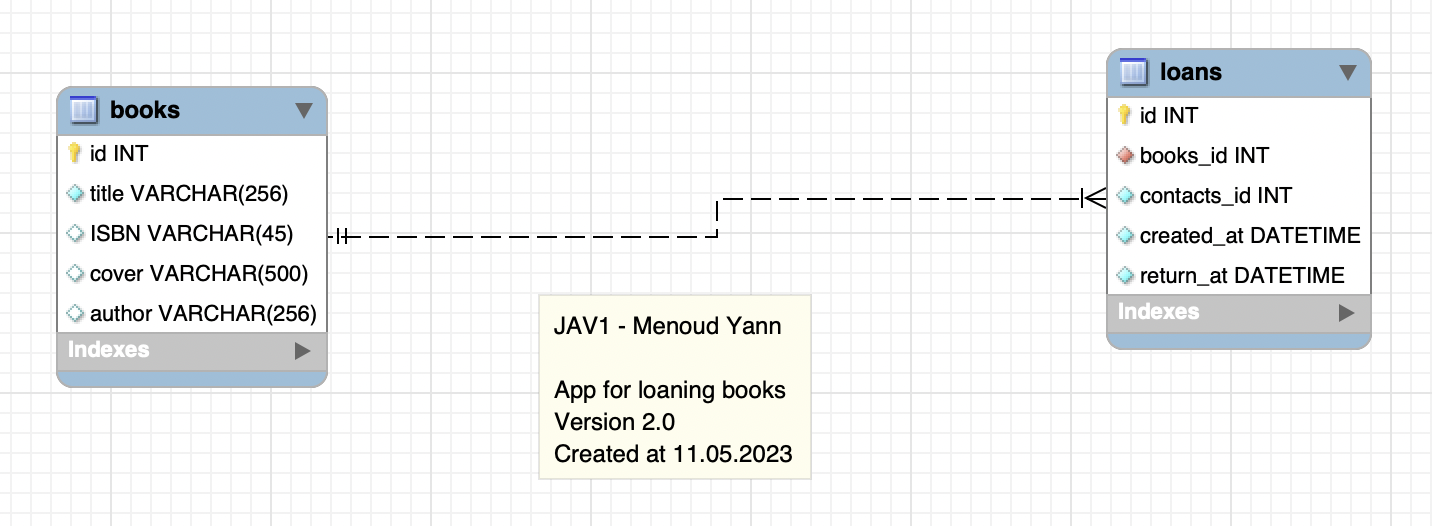 books
id INT
title VARCHAR(256)
ISBN VARCHAR(45)
cover VARCHAR(500)
author VARCHAR(256)
Indexes
JAV1 - Menoud Yann
App for loaning books
Version 2.0
Created at 11.05.2023
loans
id INT
books_id INT
contacts_id INT
created_at DATETIME
return_at DATETIME
Indexes